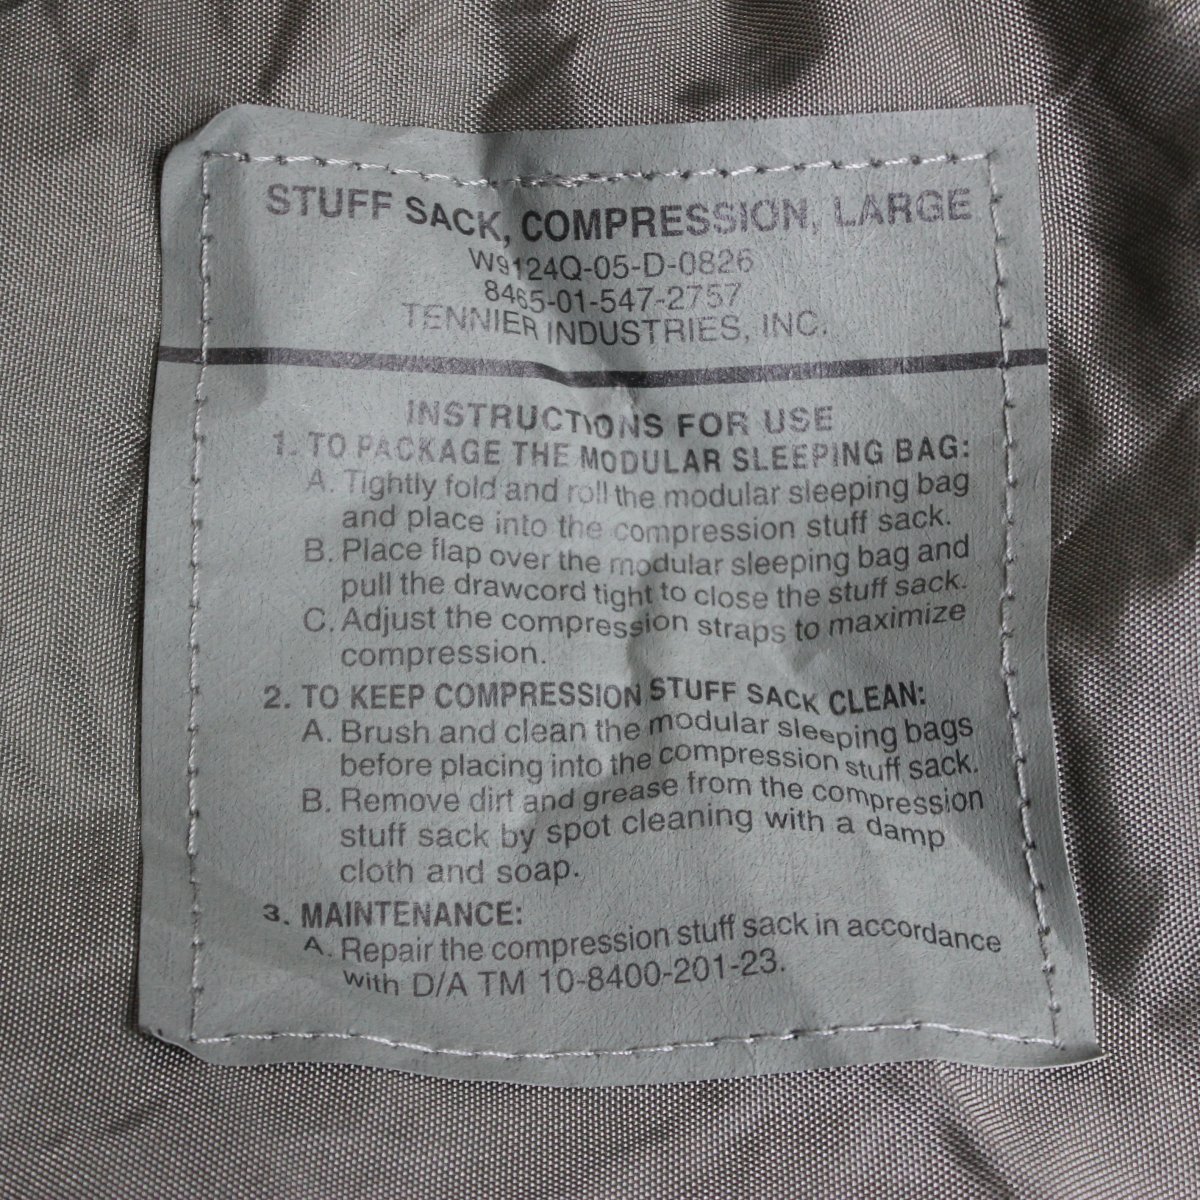 STUFF SACK, COMPRESSION, LARGE
W9124Q-05-D-0826
8465-01-547-2757
TENNIER INDUSTRIES, INC.
INSTRUCTIONS FOR USE
1. TO PACKAGE THE MODULAR SLEEPING BAG:
A. Tightly fold and roll the modular sleeping bag
and place into the compression stuff sack.
B. Place flap over the modular sleeping bag and
pull the drawcord tight to close the stuff sack.
C. Adjust the compression straps to maximize
compression.
2. TO KEEP COMPRESSION STUFF SACK CLEAN:
A. Brush and clean the modular sleeping bags
before placing into the compression stuff sack.
B. Remove dirt and grease from the compression
stuff sack by spot cleaning with a damp
cloth and soap.
3. MAINTENANCE:
A. Repair the compression stuff sack in accordance
with D/A TM 10-8400-201-23.